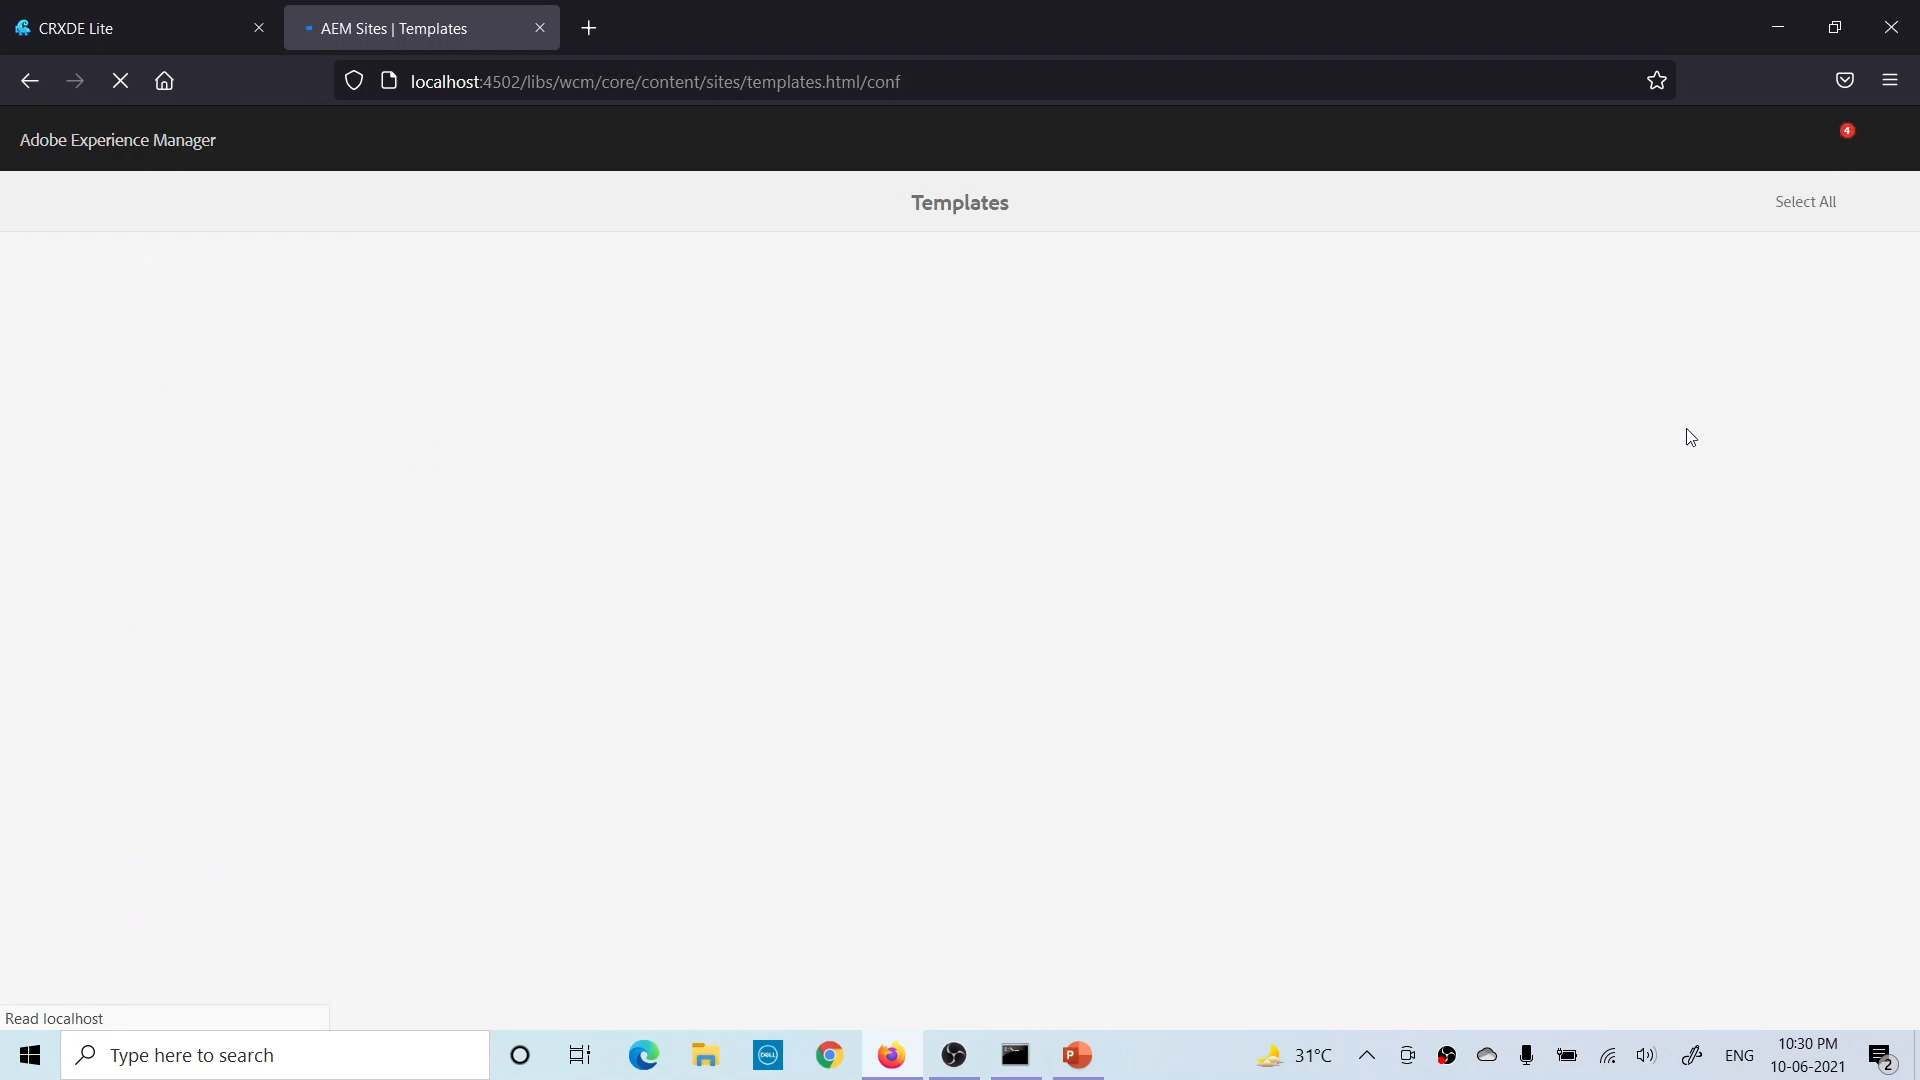 CRXDE Lite
AEM Sites | Templates
localhost:4502/libs/wcm/core/content/sites/templates.html/conf
Adobe Experience Manager
4
Templates
Select All
Read localhost
Type here to search
DELL
P
31°C
ENG
10:30 PM
10-06-2021
2